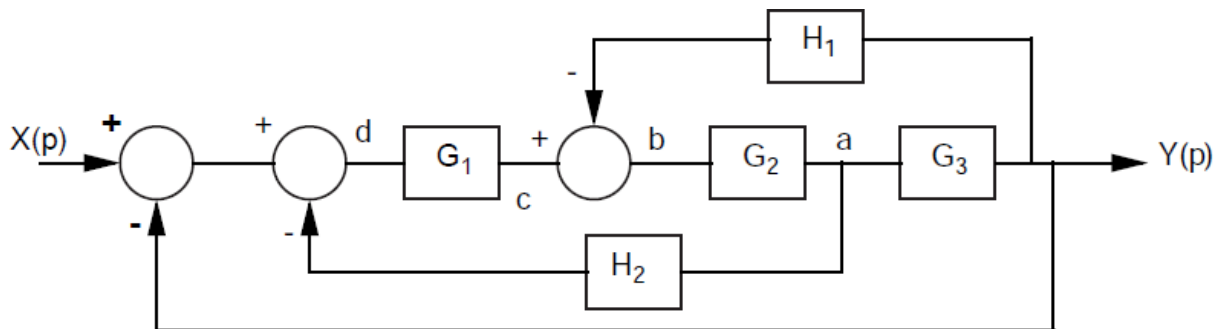 H₁
-
X(p)
+
+
d
G₁
+
c
b
G₂
a
G₃
Y(p)
-
-
H₂